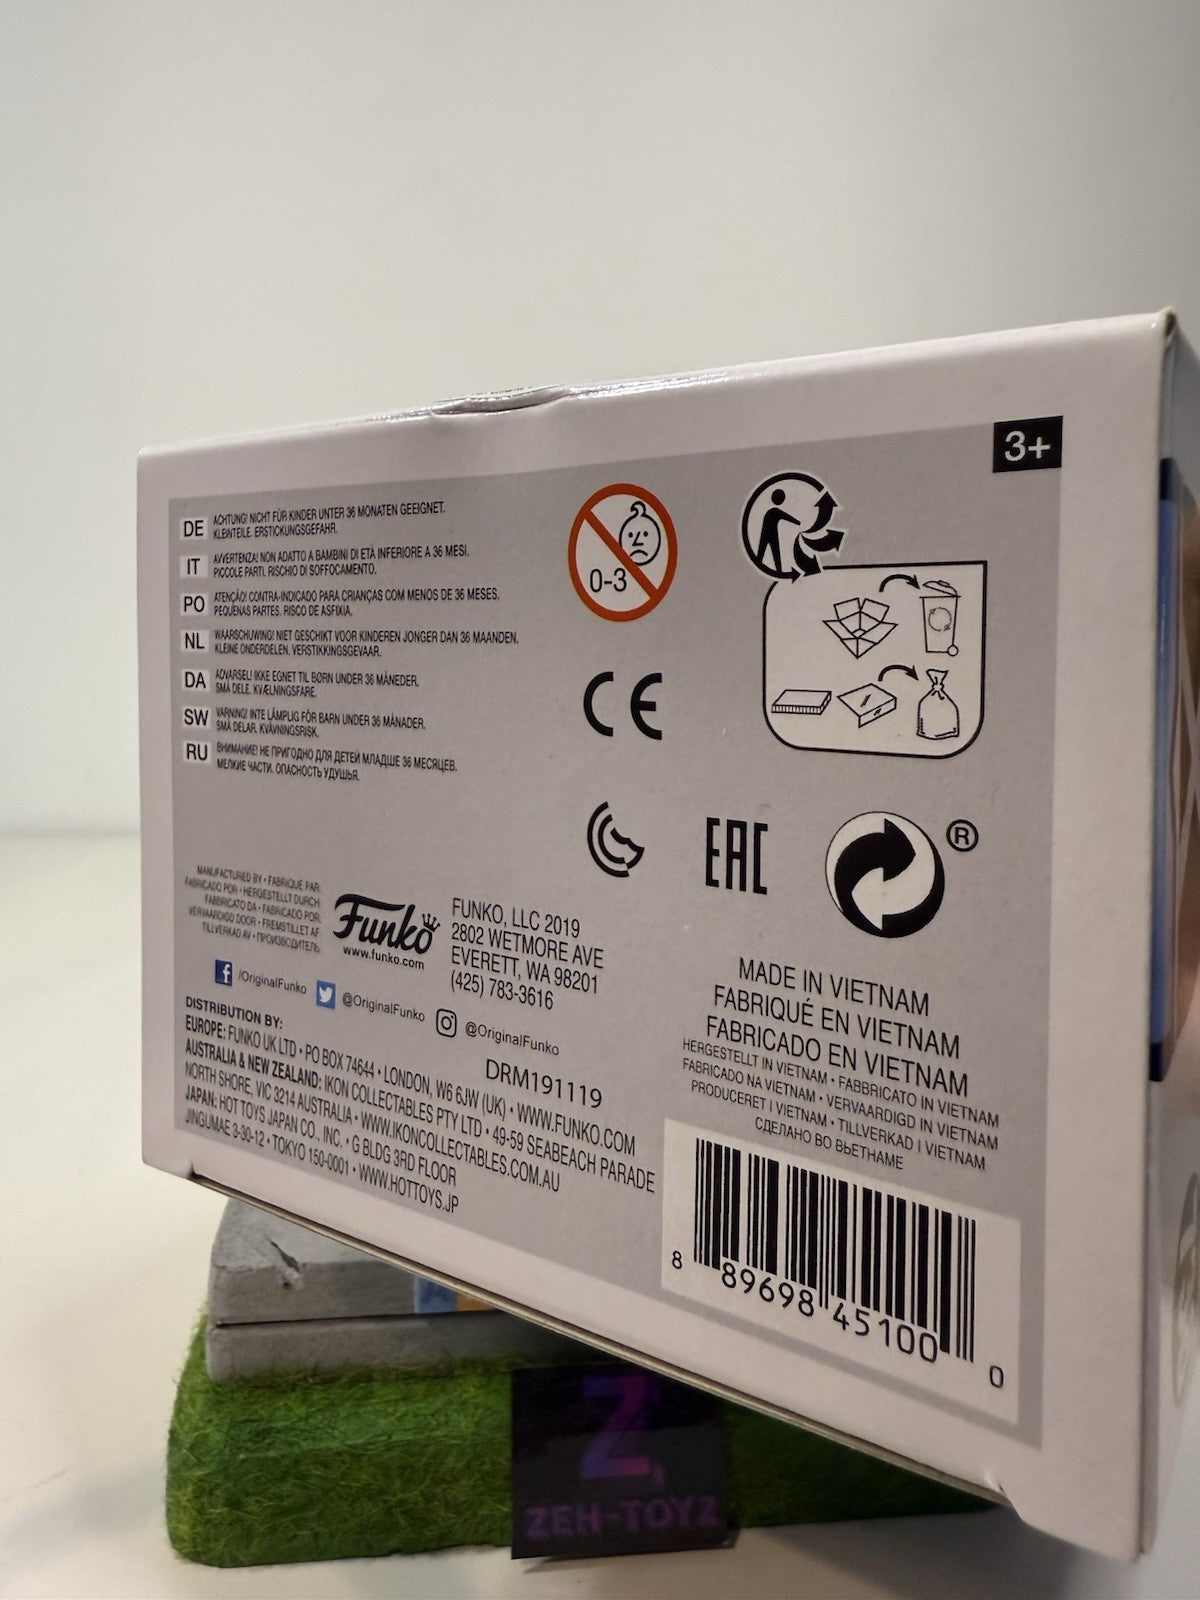 3+
DE ACHTUNG! NICHT FÜR KINDER UNTER 36 MONATEN GEEIGNET.
KLEINTEILE. ERSTICKUNGSGEFAHR.
IT AVVERTENZA: NON ADATTO A BAMBINI DI ETÀ INFERIORE A 36 MESI.
PICCOLE PARTI. RISCHIO DI SOFFOCAMENTO.
PO ATENÇÃO! CONTRA-INDICADO PARA CRIANÇAS COM MENOS DE 36 MESES.
PEQUENAS PARTES. RISCO DE ASFIXIA.
NL WAARSCHUWING! NIET GESCHIKT VOOR KINDEREN JONGER DAN 36 MAANDEN.
KLEINE ONDERDELEN. VERSTIKKINGSGEVAAR.
DA ADVARSEL! IKKE EGNET TIL BØRN UNDER 36 MÅNEDER.
SMÅ DELE. KVÆLNINGSFARE.
SW VARNING! INTE LÄMPLIG FÖR BARN UNDER 36 MÅNADER.
SMÅ DELAR. KVÄVNINGSRISK.
RU ВНИМАНИЕ! НЕ ПРИГОДНО ДЛЯ ДЕТЕЙ МЛАДШЕ 36 МЕСЯЦЕВ.
МЕЛКИЕ ЧАСТИ. ОПАСНОСТЬ УДУШЬЯ.
0-3
CE
EAC
®
MANUFACTURED BY • FABRIQUÉ PAR
FABRICADO POR • HERGESTELLT DURCH
FABBRICATO DA • FABRICADO POR
VERVAARDIGD DOOR • FREMSTILLET AF
TILLVERKAD AV • ПРОИЗВОДИТЕЛЬ
Funko
www.funko.com
FUNKO, LLC 2019
2802 WETMORE AVE
EVERETT, WA 98201
(425) 783-3616
/OriginalFunko @OriginalFunko @OriginalFunko
DRM191119
DISTRIBUTION BY:
EUROPE: FUNKO UK LTD • PO BOX 74644 • LONDON, W6 6JW (UK) • WWW.FUNKO.COM
AUSTRALIA & NEW ZEALAND: IKON COLLECTABLES PTY LTD • 49-59 SEABEACH PARADE
NORTH SHORE, VIC 3214 AUSTRALIA • WWW.IKONCOLLECTABLES.COM.AU
JAPAN: HOT TOYS JAPAN CO., INC. • G BLDG 3RD FLOOR
JINGUMAE 3-30-12 • TOKYO 150-0001 • WWW.HOTTOYS.JP
MADE IN VIETNAM
FABRIQUÉ EN VIETNAM
FABRICADO EN VIETNAM
HERGESTELLT IN VIETNAM • FABBRICATO IN VIETNAM
FABRICADO NA VIETNAM • VERVAARDIGD IN VIETNAM
PRODUCERET I VIETNAM • TILLVERKAD I VIETNAM
СДЕЛАНО ВО ВЬЕТНАМЕ
8 89698 45100 0
Z
ZEH-TOYZ